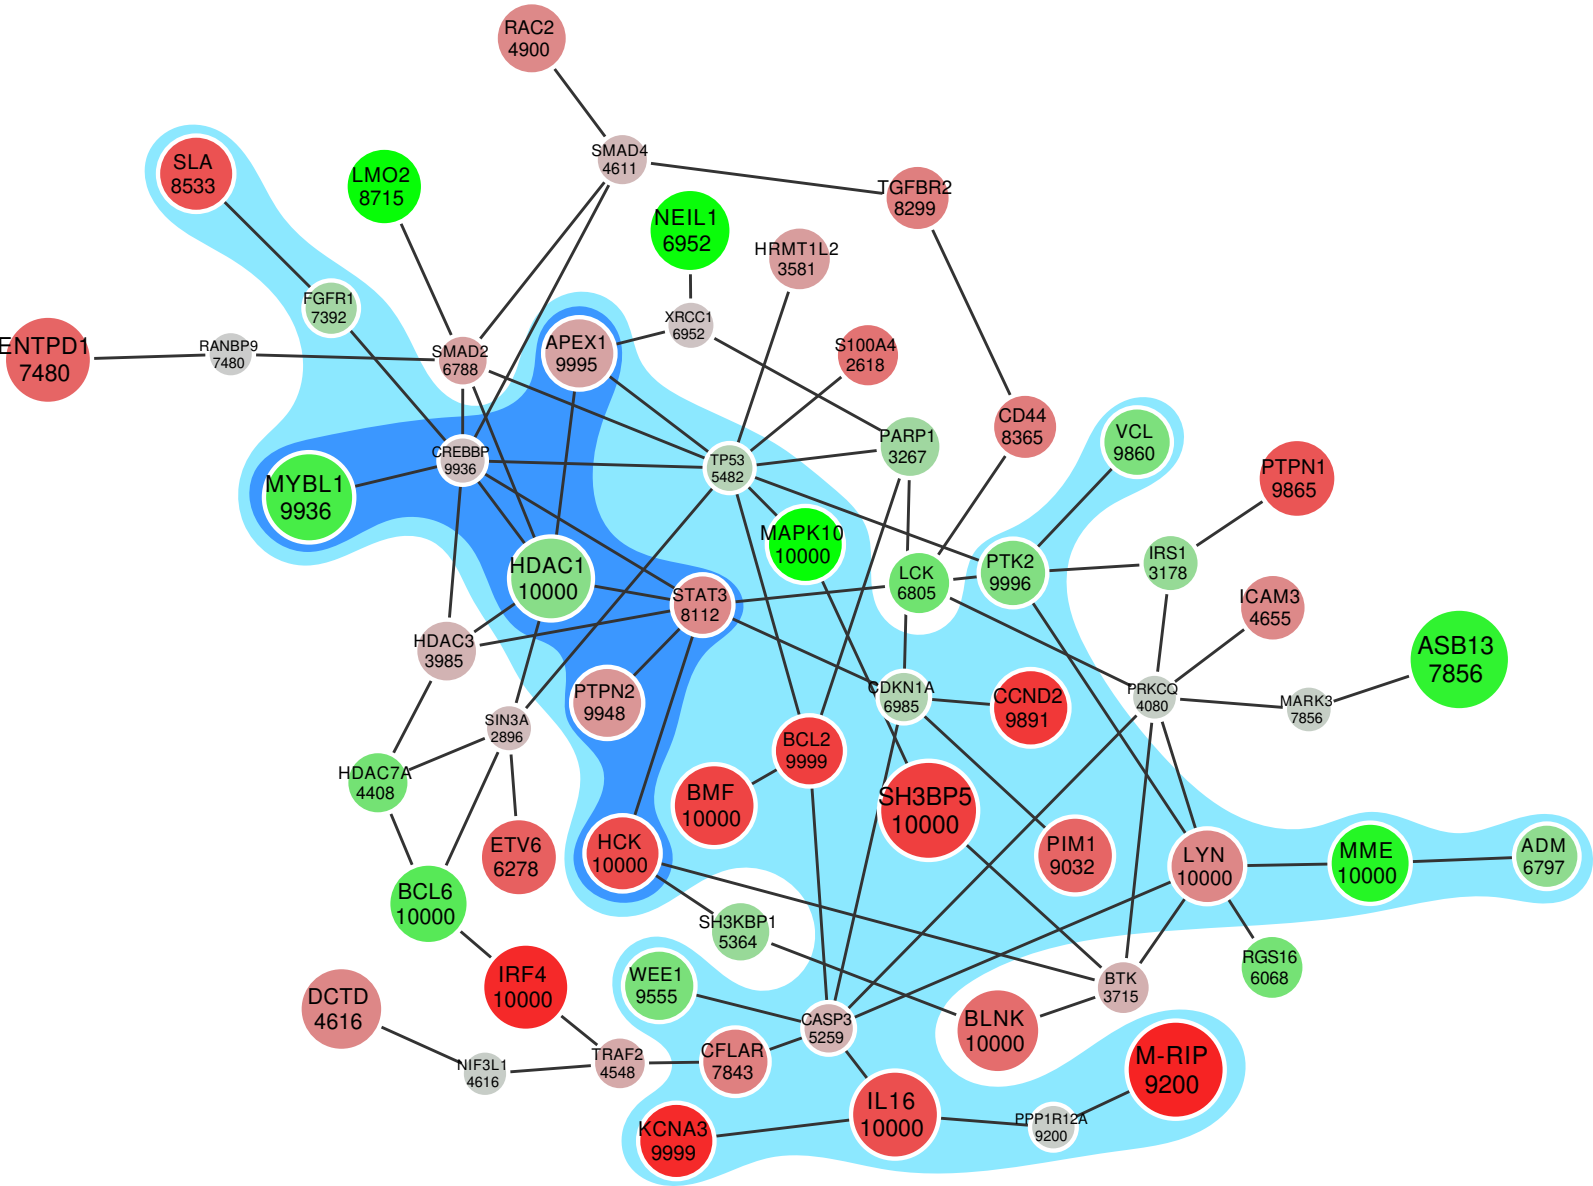 RAC2
4900
SMAD4
4611
SLA
8533
LMO2
8715
TGFBR2
8299
NEIL1
6952
HRMT1L2
3581
FGFR1
7392
XRCC1
6952
ENTPD1
7480
RANBP9
7480
SMAD2
6788
APEX1
9995
S100A4
2618
CD44
8365
VCL
9860
PARP1
3267
CREBBP
9936
TP53
5482
PTPN1
9865
MYBL1
9936
MAPK10
10000
HDAC1
10000
LCK
6805
PTK2
9996
IRS1
3178
STAT3
8112
ICAM3
4655
HDAC3
3985
ASB13
7856
PTPN2
9948
CDKN1A
6985
CCND2
9891
PRKCQ
4080
MARK3
7856
SIN3A
2896
BCL2
9999
HDAC7A
4408
BMF
10000
SH3BP5
10000
ETV6
6278
HCK
10000
PIM1
9032
LYN
10000
MME
10000
ADM
6797
BCL6
10000
SH3KBP1
5364
RGS16
6068
IRF4
10000
WEE1
9555
BTK
3715
DCTD
4616
CASP3
5259
BLNK
10000
NIF3L1
4616
TRAF2
4548
CFLAR
7843
M-RIP
9200
IL16
10000
PPP1R12A
9200
KCNA3
9999